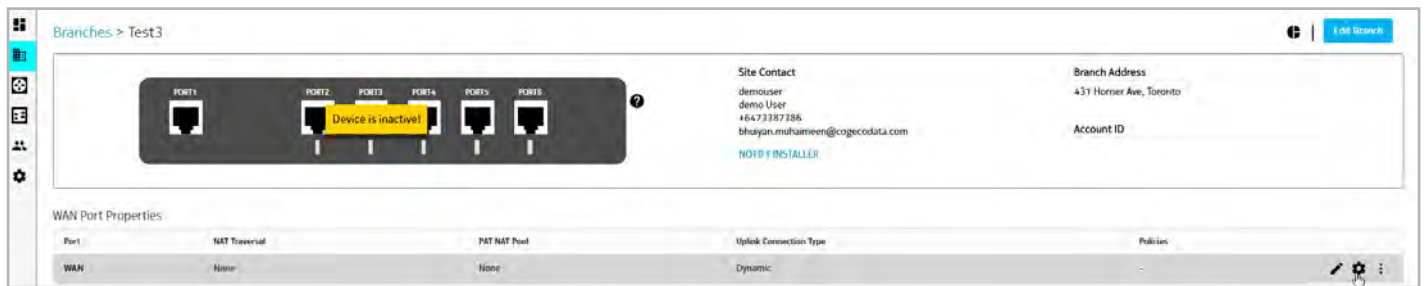 Branches > Test3
Edit Branch
PORT1 PORT2 PORT3 PORT4 PORT5 PORT6
Device is inactive!
Site Contact
demouser
demo User
+6473387386
bhuiyan.muhaimeen@cogecodata.com
NOTIFY INSTALLER
Branch Address
431 Horner Ave, Toronto
Account ID
WAN Port Properties
Port NAT Traversal PAT NAT Pool Uplink Connection Type Policies
WAN None None Dynamic -